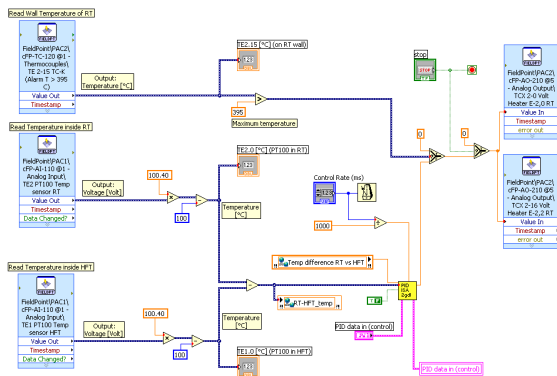 Read Wall Temperature of RT
FieldPoint\PAC2\
cFP-TC-120 @1 -
Thermocouples\
TE 2-15 TC-K
(Alarm T > 395
C)
Value Out
Timestamp
Output:
Temperature [°C]
TE2.15 [°C] (on RT wall)
123
395
Maximum temperature
stop
STOP
TF
FieldPoint\PAC2\
cFP-AO-210 @5
- Analog Output\
TCX 2-0 Volt
Heater E-2,0 RT
Value In
Timestamp
error out
0
0
Read Temperature inside RT
FieldPoint\PAC1\
cFP-AI-110 @1 -
Analog Input\
TE2 PT100 Temp
sensor RT
Value Out
Timestamp
Data Changed?
Output:
Voltage [Volt]
100.40
100
TE2.0 [°C] (PT100 in RT)
123
Temperature
[°C]
Control Rate (ms)
1000
FieldPoint\PAC2\
cFP-AO-210 @5
- Analog Output\
TCX 2-16 Volt
Heater E-2,2 RT
Value In
Timestamp
error out
Temp difference RT vs HFT
RT-HFT_temp
PID
ISA
2gdl
Read Temperature inside HFT
FieldPoint\PAC1\
cFP-AI-110 @1 -
Analog Input\
TE1 PT100 Temp
sensor HFT
Value Out
Timestamp
Data Changed?
Output:
Voltage [Volt]
100.40
100
Temperature
[°C]
TE1.0 [°C] (PT100 in HFT)
123
PID data in (control)
PID data in (control)